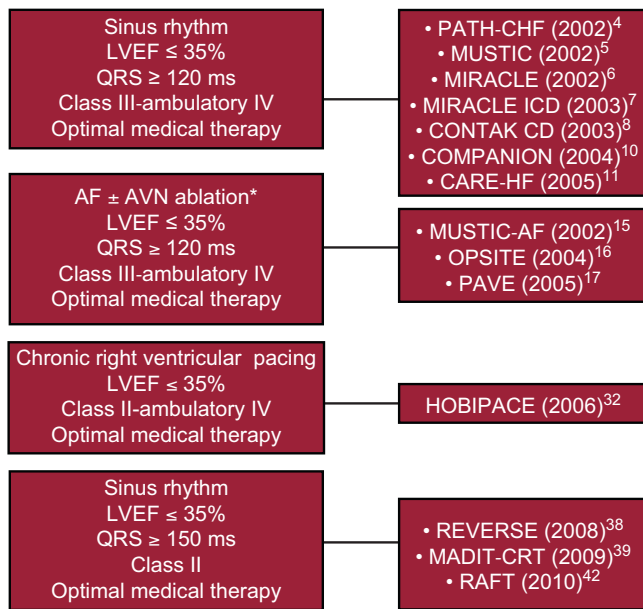 Sinus rhythm
LVEF ≤ 35%
QRS ≥ 120 ms
Class III-ambulatory IV
Optimal medical therapy
• PATH-CHF (2002)4
• MUSTIC (2002)5
• MIRACLE (2002)6
• MIRACLE ICD (2003)7
• CONTAK CD (2003)8
• COMPANION (2004)10
• CARE-HF (2005)11
AF ± AVN ablation*
LVEF ≤ 35%
QRS ≥ 120 ms
Class III-ambulatory IV
Optimal medical therapy
• MUSTIC-AF (2002)15
• OPSITE (2004)16
• PAVE (2005)17
Chronic right ventricular pacing
LVEF ≤ 35%
Class II-ambulatory IV
Optimal medical therapy
HOBIPACE (2006)32
Sinus rhythm
LVEF ≤ 35%
QRS ≥ 150 ms
Class II
Optimal medical therapy
• REVERSE (2008)38
• MADIT-CRT (2009)39
• RAFT (2010)42